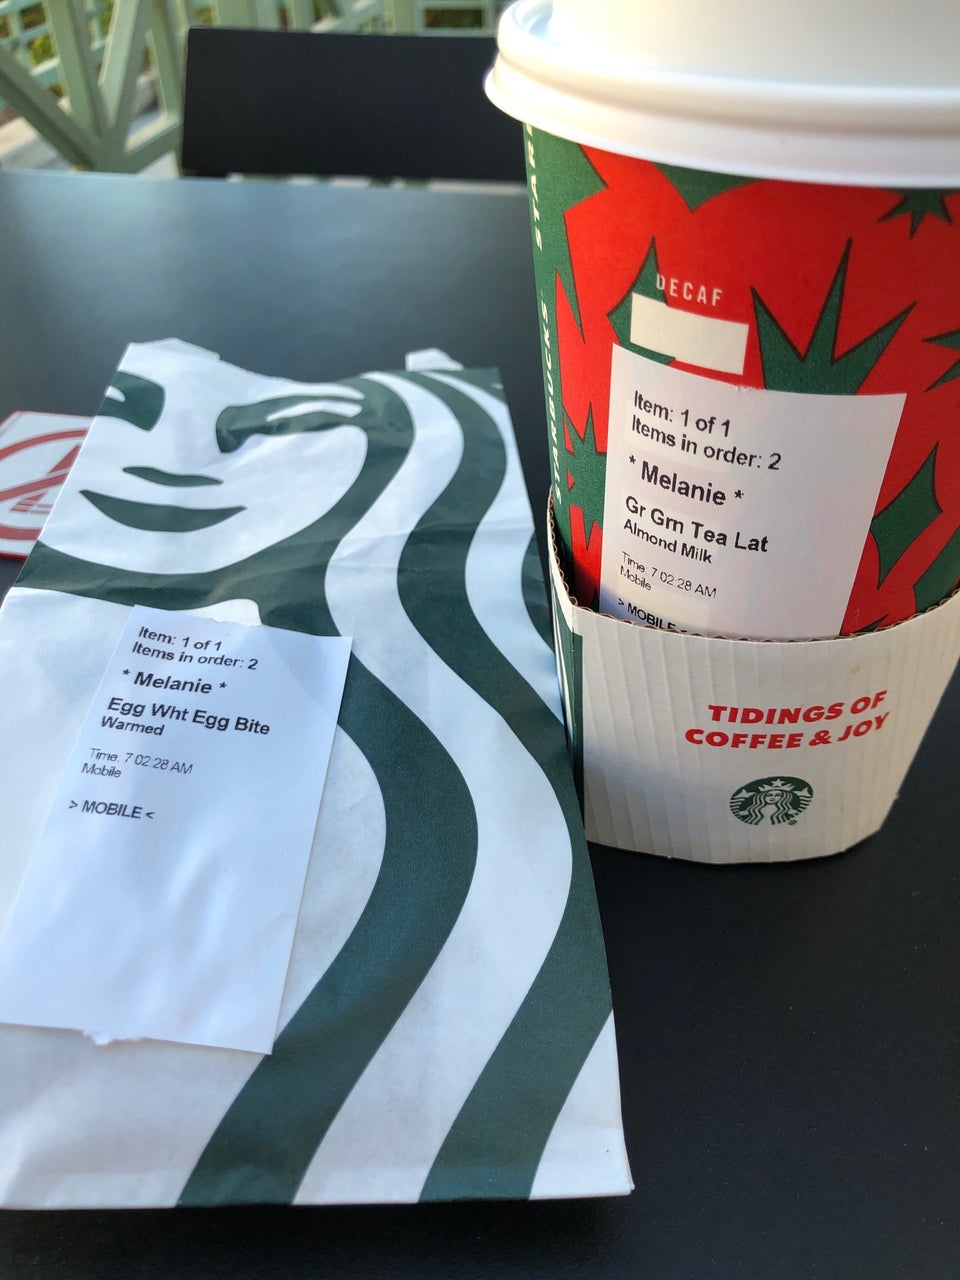 Item: 1 of 1
Items in order: 2
* Melanie *
Egg Wht Egg Bite
Warmed
Time: 7:02:28 AM
Mobile
> MOBILE <
STARBUCKS
DECAF
Item: 1 of 1
Items in order: 2
* Melanie *
Gr Grn Tea Lat
Almond Milk
Time: 7:02:28 AM
Mobile
> MOBILE <
TIDINGS OF
COFFEE & JOY